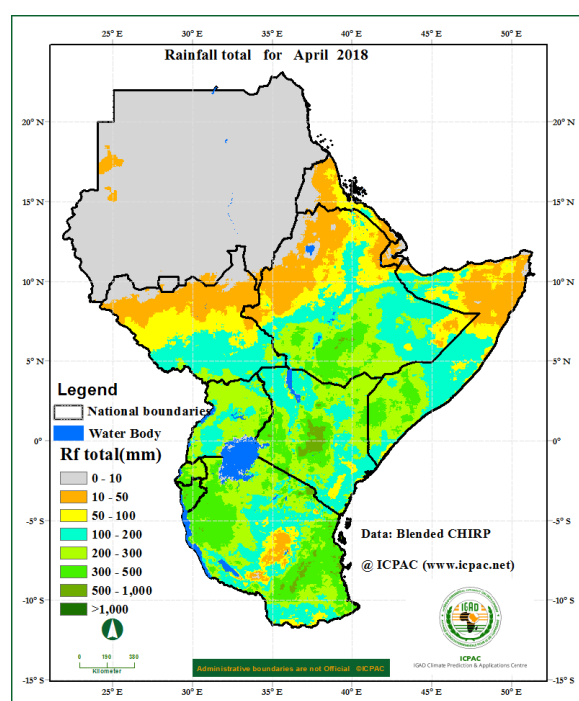 25° E 30° E 35° E 40° E 45° E 50° E
Rainfall total for April 2018
20° N 20° N
15° N 15° N
10° N 10° N
5° N 5° N
0° 0°
-5° S -5° S
-10° S -10° S
-15° S -15° S
Legend
National boundaries
Water Body
Rf total(mm)
0 - 10
10 - 50
50 - 100
100 - 200
200 - 300
300 - 500
500 - 1,000
>1,000
0 190 380
Kilometer
Data: Blended CHIRP
@ ICPAC (www.icpac.net)
IGAD
ICPAC
IGAD Climate Prediction & Applications Centre
Administrative boundaries are not Official ©ICPAC
25° E 30° E 35° E 40° E 45° E 50° E